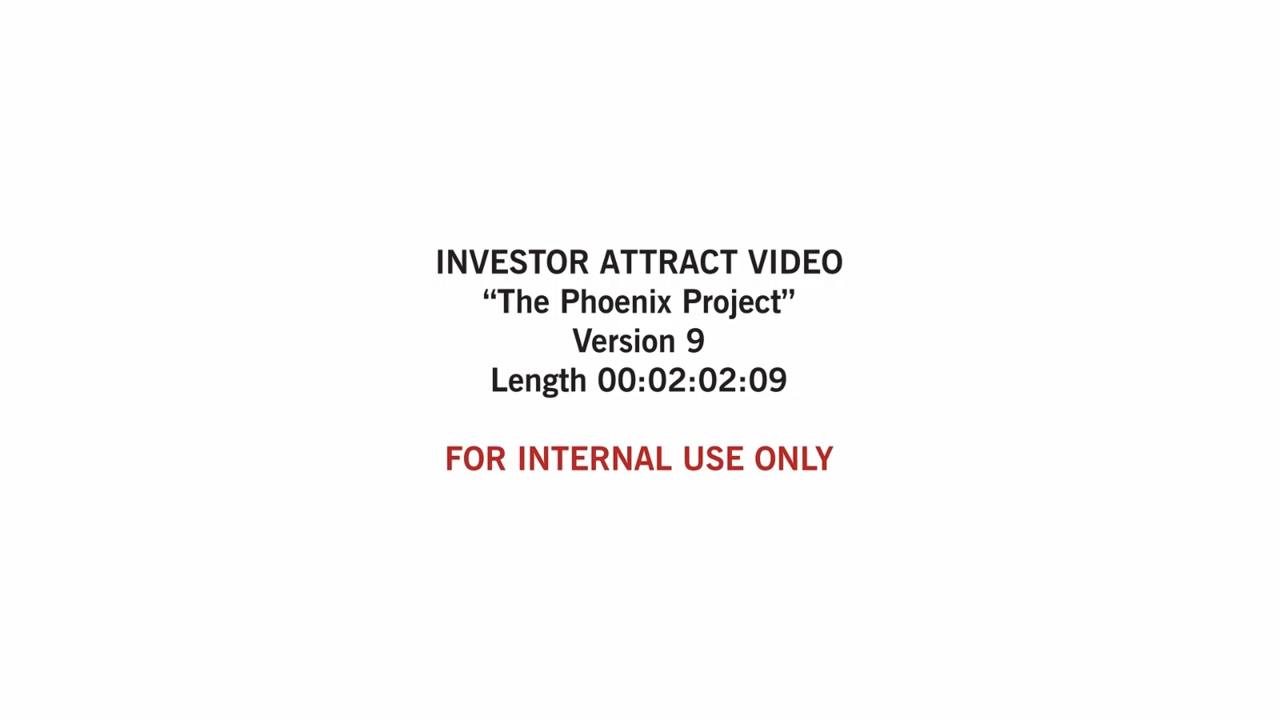 INVESTOR ATTRACT VIDEO
“The Phoenix Project”
Version 9
Length 00:02:02:09
FOR INTERNAL USE ONLY